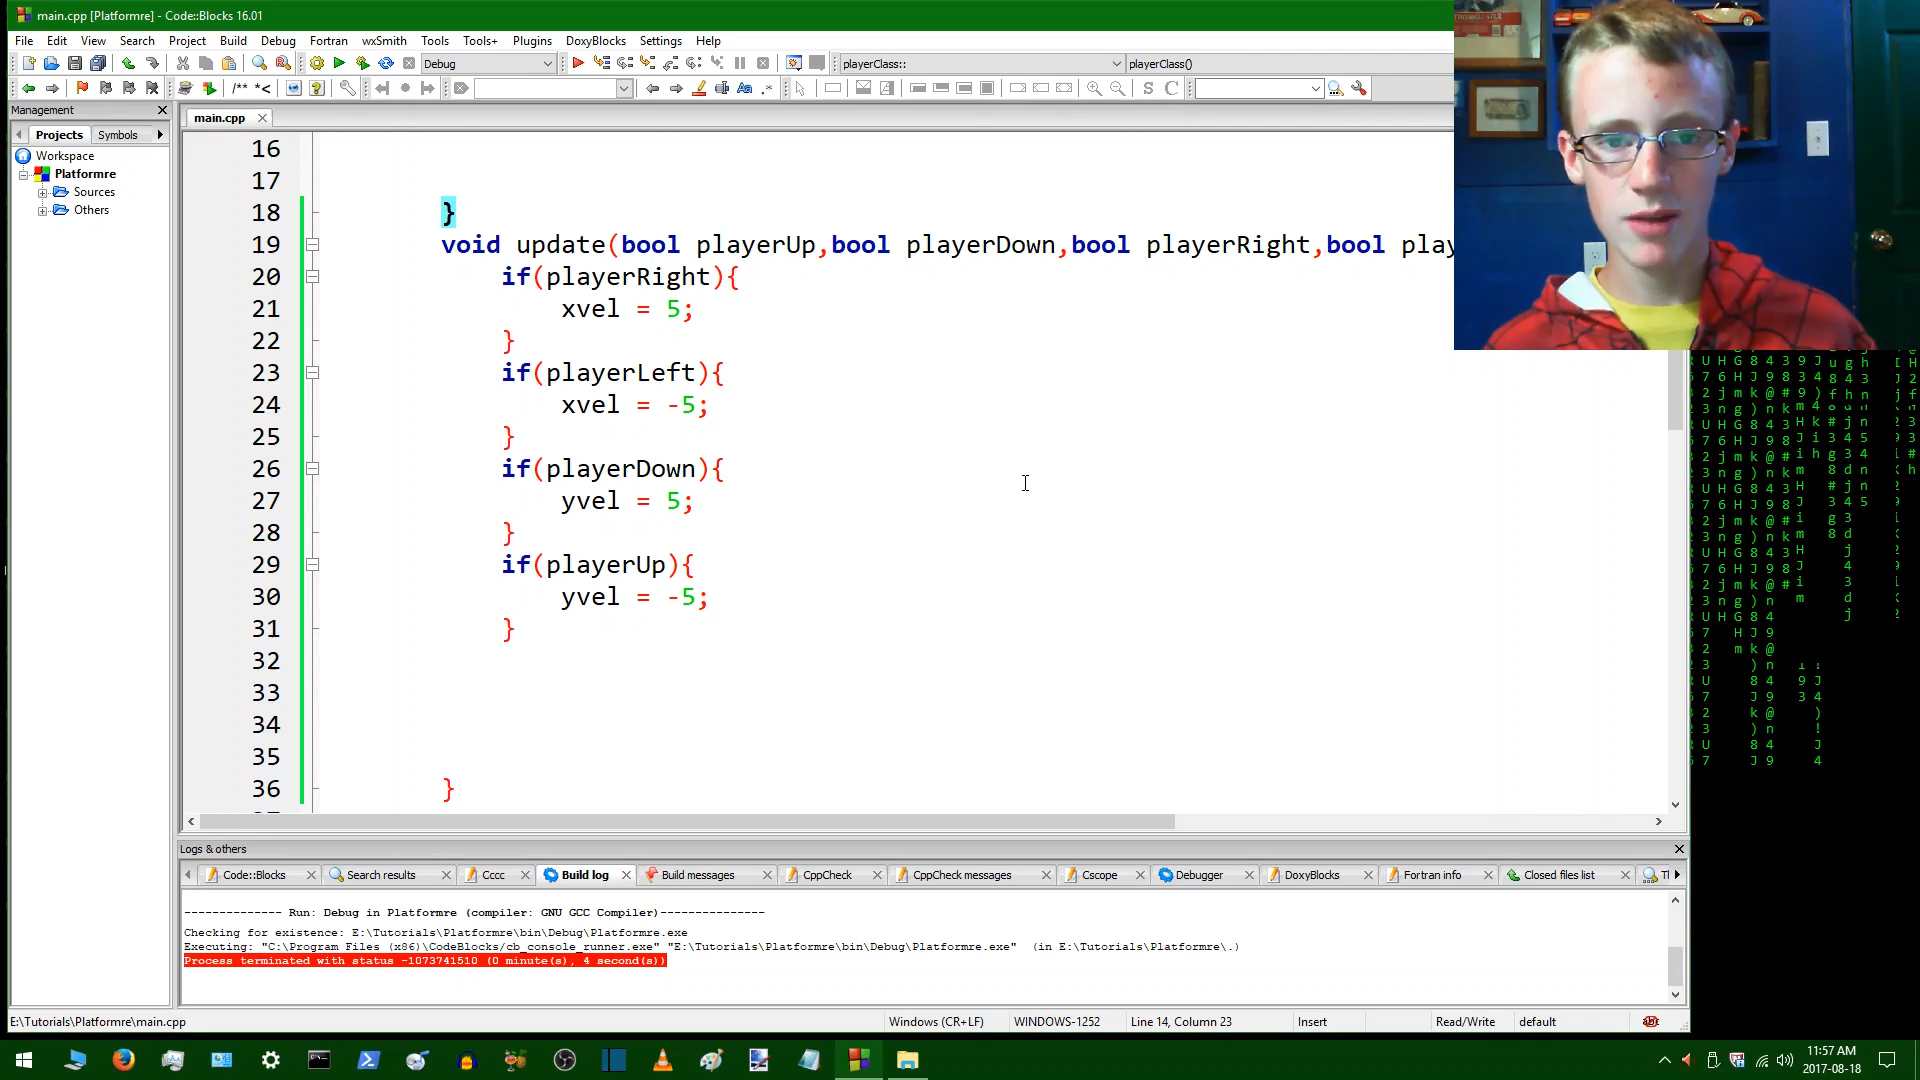 main.cpp [Platformre] - Code::Blocks 16.01
File Edit View Search Project Build Debug Fortran wxSmith Tools Tools+ Plugins DoxyBlocks Settings Help
Debug
playerClass::
playerClass()
/** *<
S C
Management
Projects Symbols
main.cpp
Workspace
Platformre
Sources
Others
16
17
18 }
19 void update(bool playerUp,bool playerDown,bool playerRight,bool play
20 if(playerRight){
21 xvel = 5;
22 }
23 if(playerLeft){
24 xvel = -5;
25 }
26 if(playerDown){
27 yvel = 5;
28 }
29 if(playerUp){
30 yvel = -5;
31 }
32
33
34
35
36 }
Logs & others
Code::Blocks Search results Cccc Build log Build messages CppCheck CppCheck messages Cscope Debugger DoxyBlocks Fortran info Closed files list
-------------- Run: Debug in Platformre (compiler: GNU GCC Compiler)---------------
Checking for existence: E:\Tutorials\Platformre\bin\Debug\Platformre.exe
Executing: "C:\Program Files (x86)\CodeBlocks/cb_console_runner.exe" "E:\Tutorials\Platformre\bin\Debug\Platformre.exe" (in E:\Tutorials\Platformre\.)
Process terminated with status -1073741510 (0 minute(s), 4 second(s))
E:\Tutorials\Platformre\main.cpp Windows (CR+LF) WINDOWS-1252 Line 14, Column 23 Insert Read/Write default
11:57 AM
2017-08-18